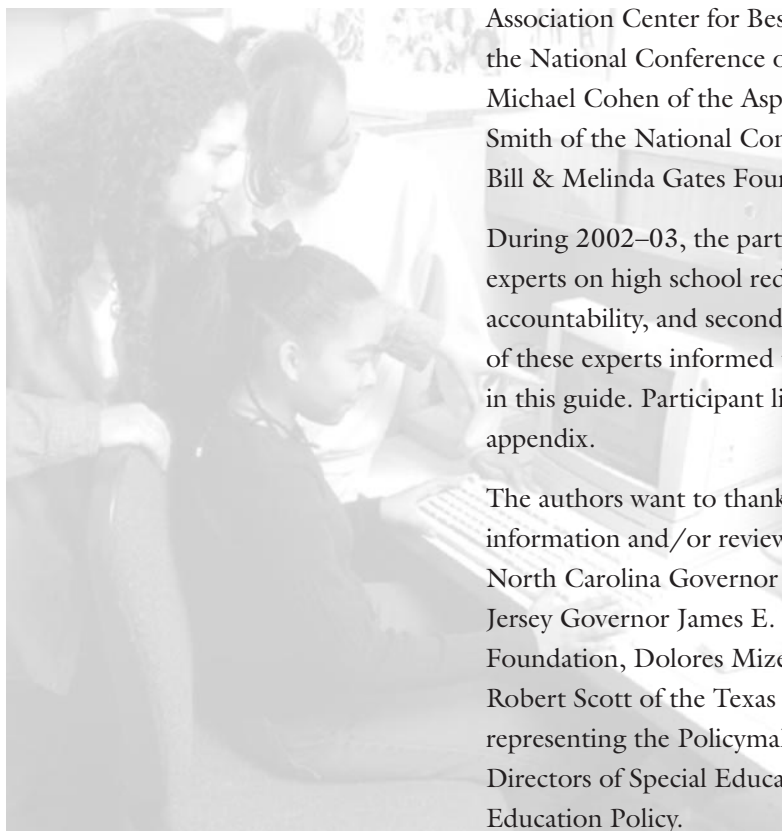 Association Center for Bes
the National Conference o
Michael Cohen of the Asp
Smith of the National Con
Bill & Melinda Gates Four
During 2002–03, the part
experts on high school red
accountability, and second
of these experts informed
in this guide. Participant li
appendix.
The authors want to thank
information and/or review
North Carolina Governor
Jersey Governor James E.
Foundation, Dolores Mize
Robert Scott of the Texas
representing the Policymal
Directors of Special Educa
Education Policy.